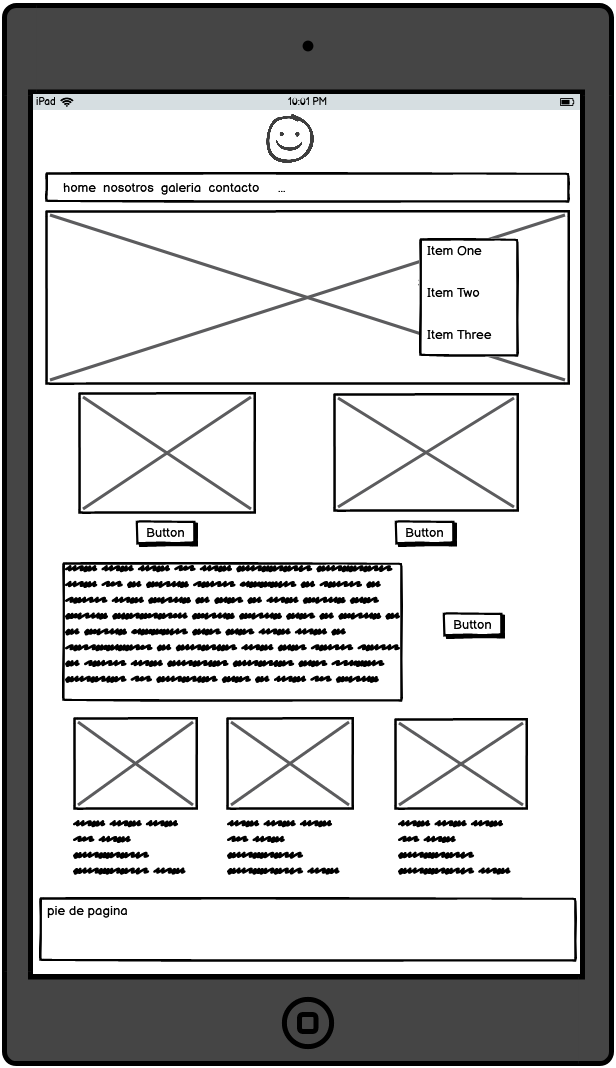 iPad 10:01 PM
home nosotros galeria contacto ...
Item One
Item Two
Item Three
Button Button
Button
pie de pagina